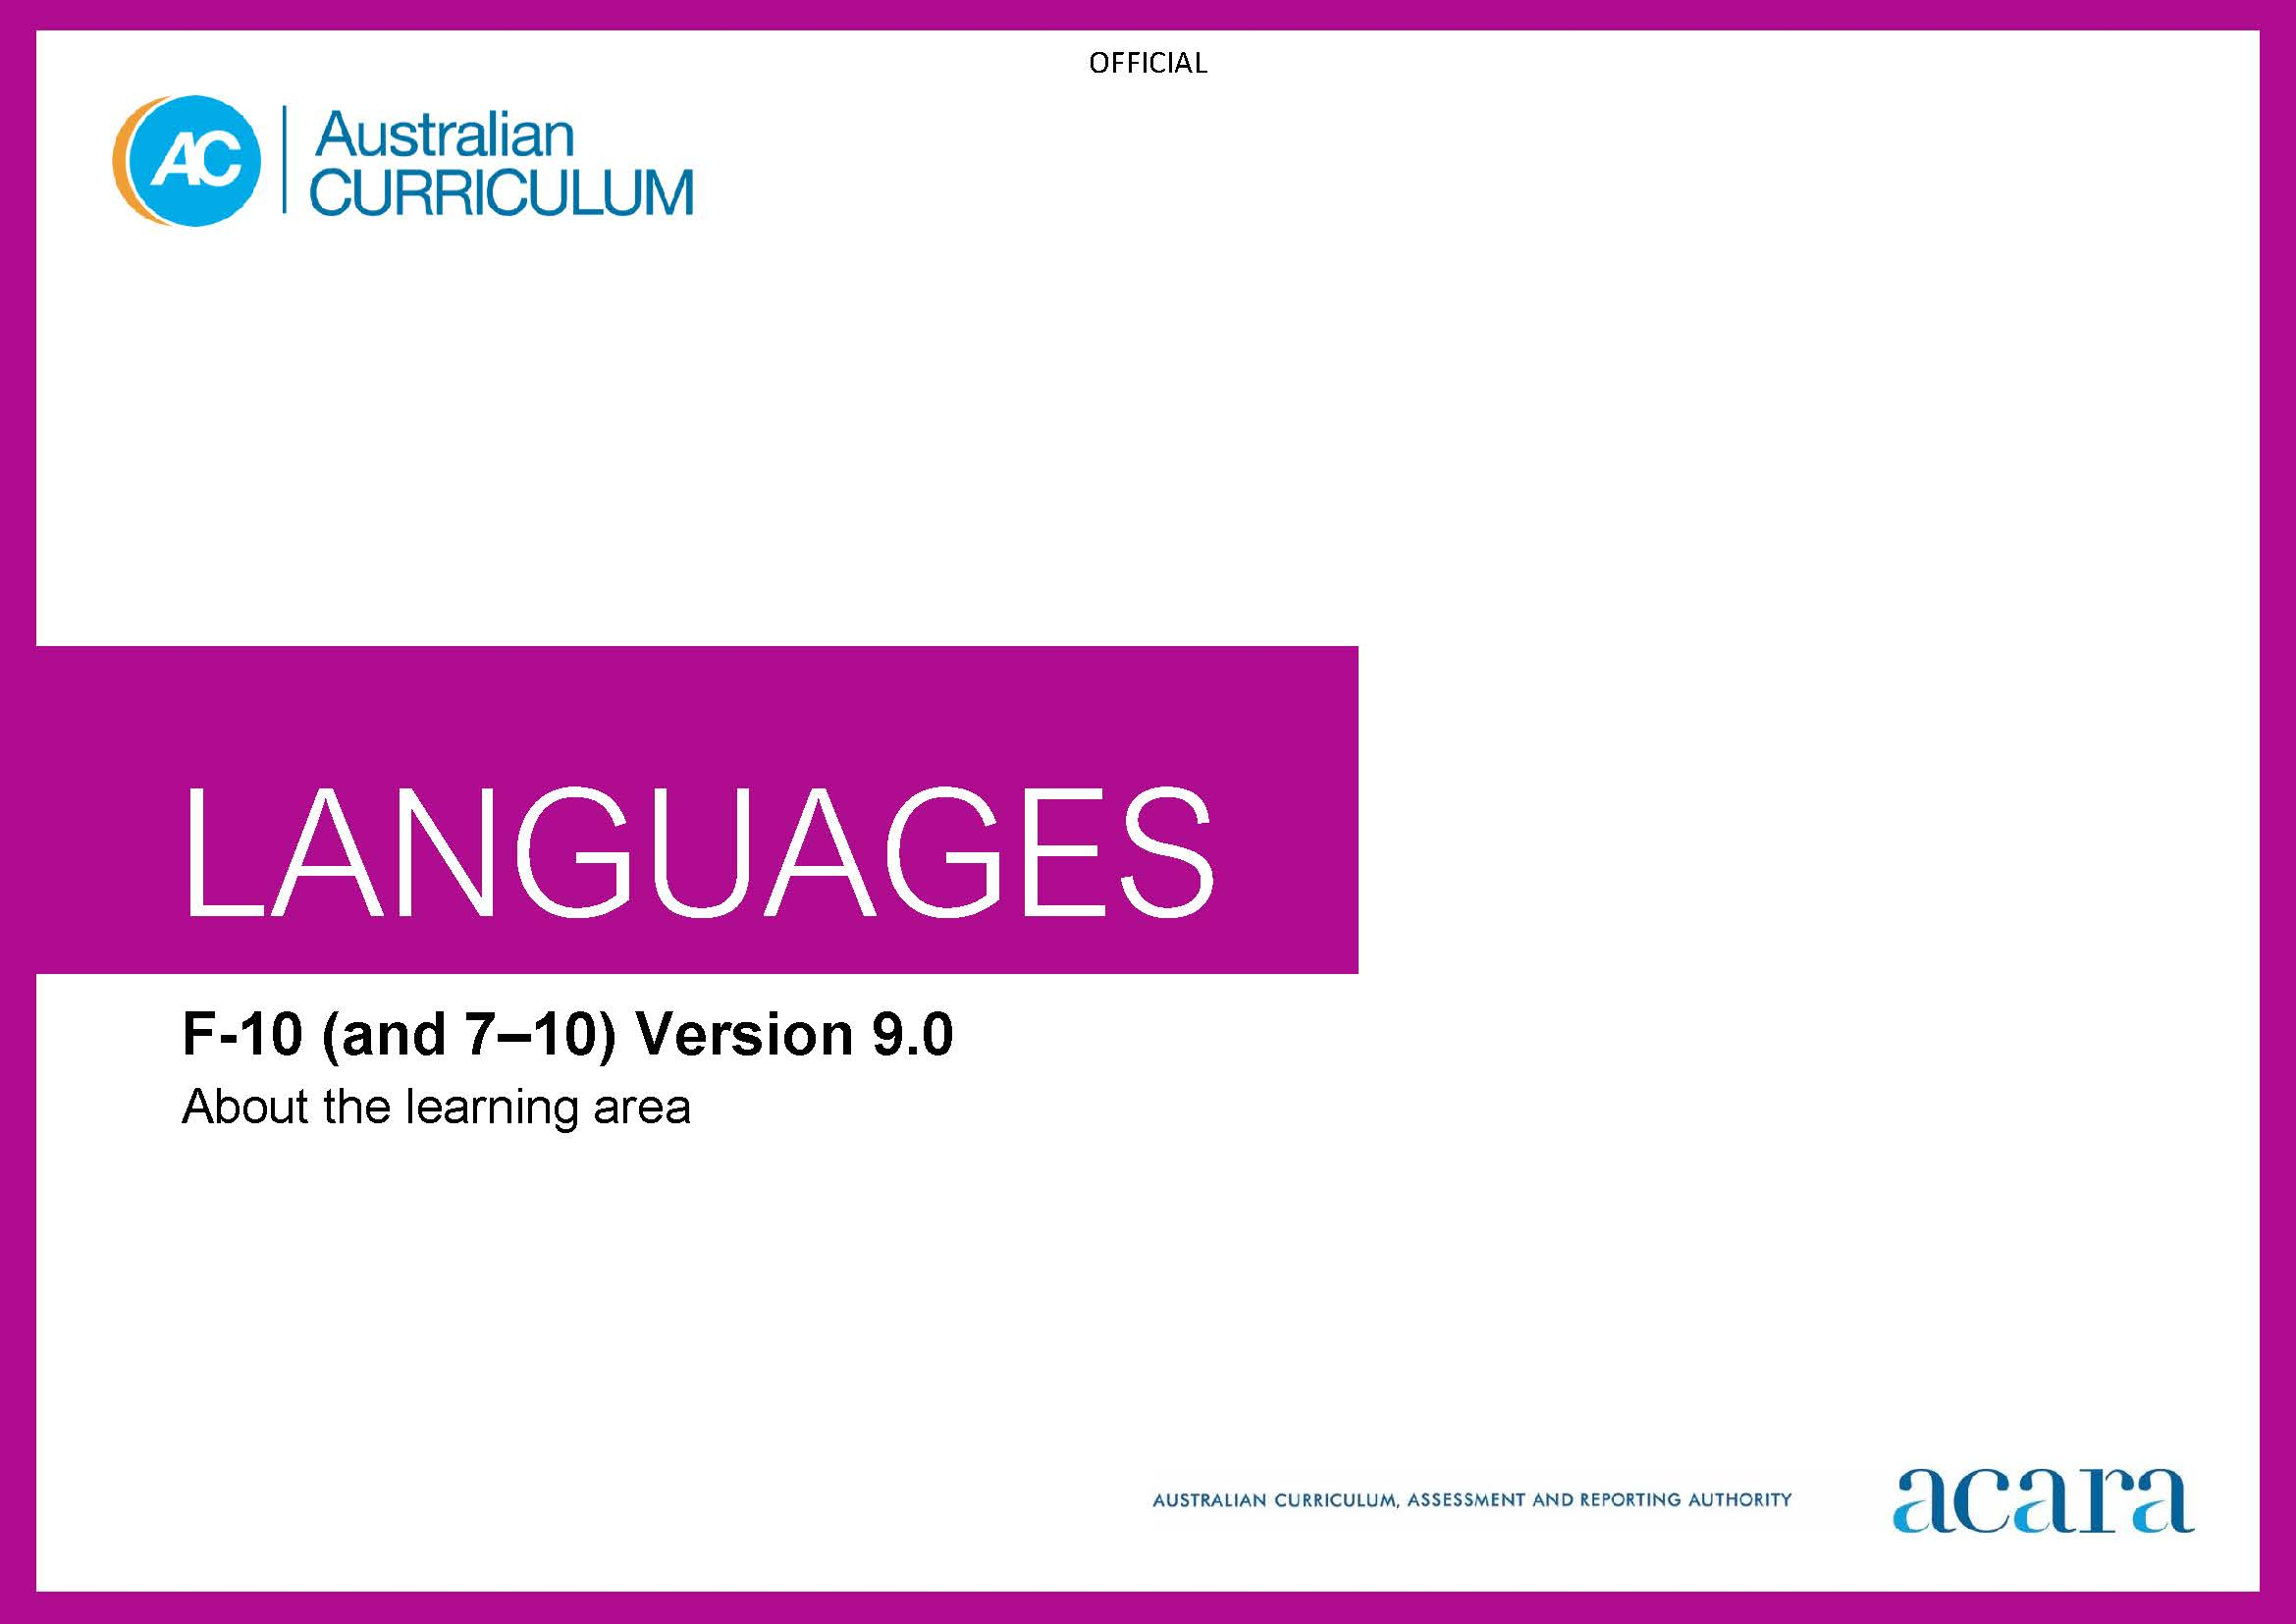 OFFICIAL
AC
Australian
CURRICULUM
LANGUAGES
F-10 (and 7–10) Version 9.0
About the learning area
AUSTRALIAN CURRICULUM, ASSESSMENT AND REPORTING AUTHORITY
acara